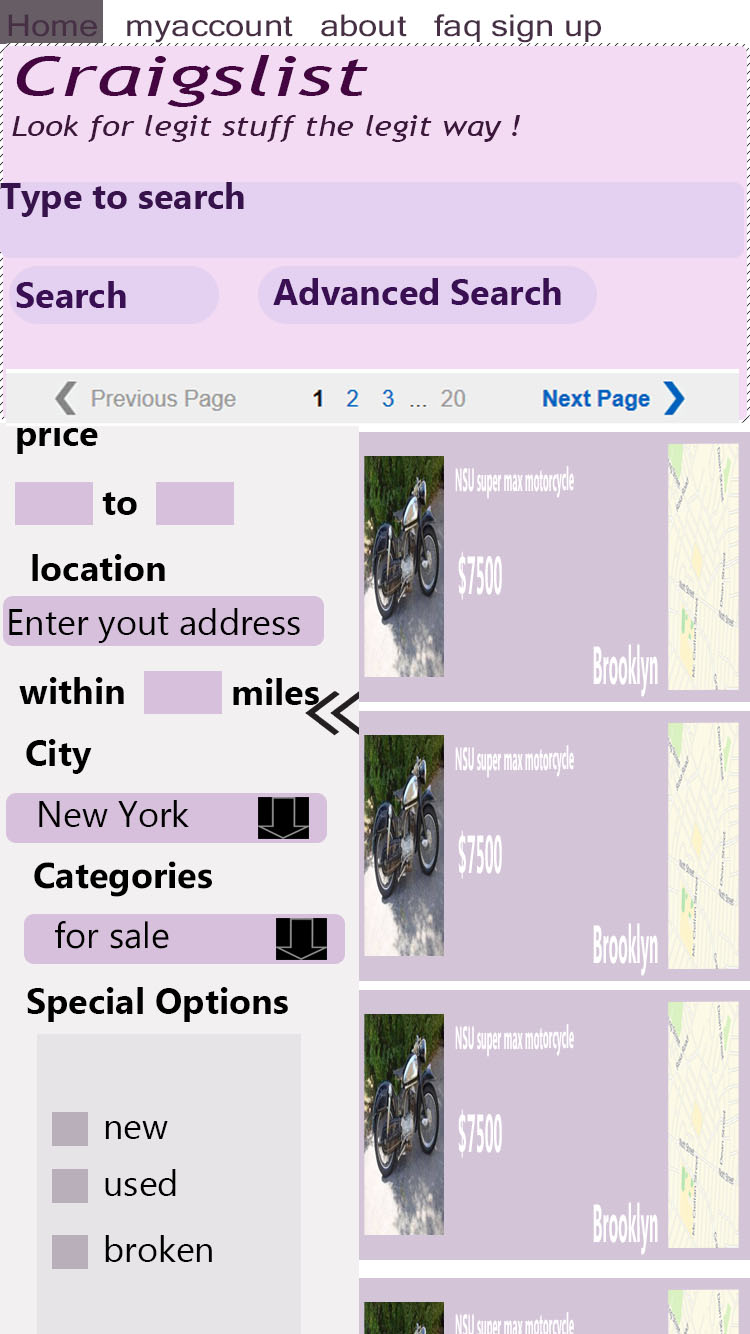 Home myaccount about faq sign up
Craigslist
Look for legit stuff the legit way !
Type to search
Search Advanced Search
Previous Page 1 2 3 ... 20 Next Page
price
to
location
Enter yout address
within miles
City
New York
Categories
for sale
Special Options
new
used
broken
NSU super max motorcycle
$7500
Brooklyn
NSU super max motorcycle
$7500
Brooklyn
NSU super max motorcycle
$7500
Brooklyn
NSU super max motorcycle